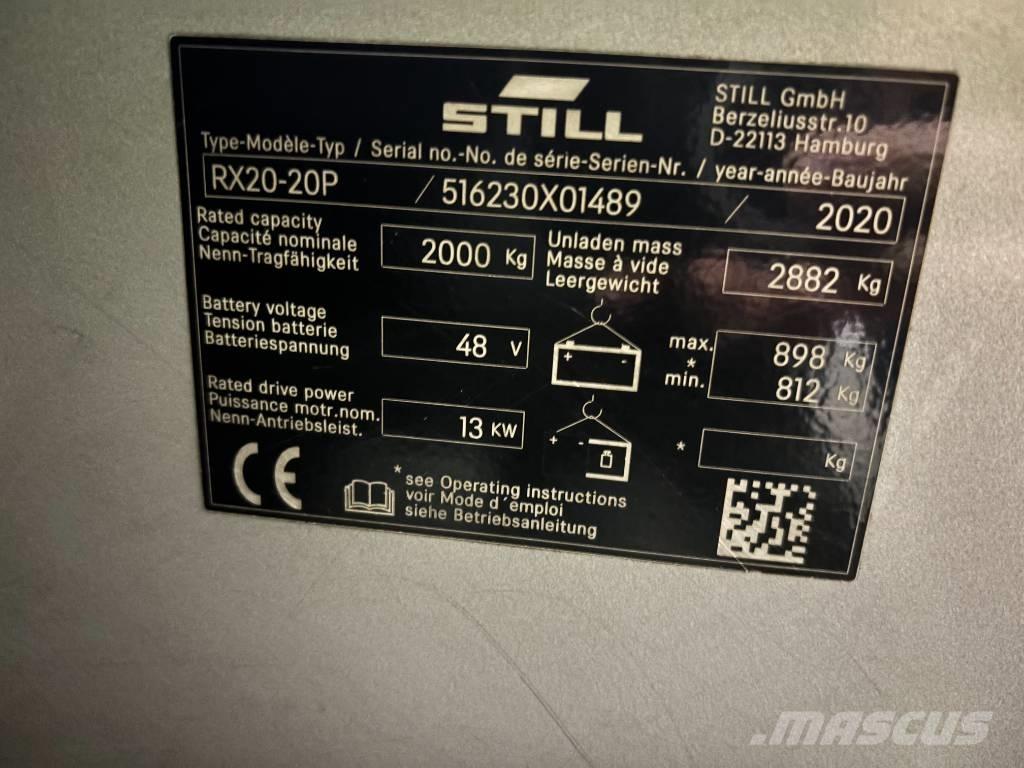 STILL
STILL GmbH
Berzeliusstr.10
D-22113 Hamburg
Type-Modèle-Typ / Serial no.-No. de série-Serien-Nr. / year-année-Baujahr
RX20-20P / 516230X01489 / 2020
Rated capacity
Capacité nominale
Nenn-Tragfähigkeit
2000 Kg
Unladen mass
Masse à vide
Leergewicht
2882 Kg
Battery voltage
Tension batterie
Batteriespannung
48 V
+ -
max.
*
min.
898 Kg
812 Kg
Rated drive power
Puissance motr.nom.
Nenn-Antriebsleist.
13 KW
+ -
* Kg
CE
* see Operating instructions
voir Mode d´emploi
siehe Betriebsanleitung
MASCUS